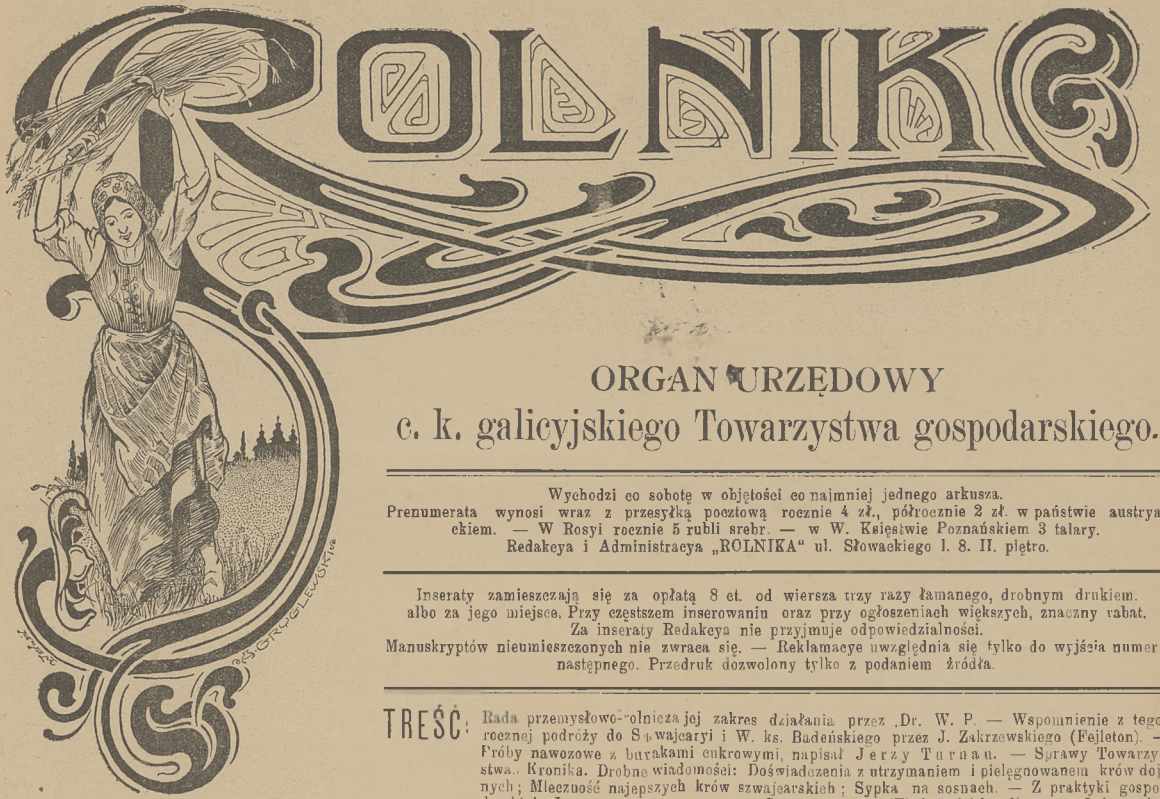 ROLNIK
ORGAN URZĘDOWY
c. k. galicyjskiego Towarzystwa gospodarskiego.
Wychodzi co sobotę w objętości co najmniej jednego arkusza.
Prenumerata wynosi wraz z przesyłką pocztową rocznie 4 zł., półrocznie 2 zł. w państwie austrya
ckiem. — W Rosyi rocznie 5 rubli srebr. — w W. Księstwie Poznańskiem 3 talary.
Redakcya i Administracya „ROLNIKA“ ul. Słowackiego l. 8. II. piętro.
Inseraty zamieszczają się za opłatą 8 ct. od wiersza trzy razy łamanego, drobnym drukiem.
albo za jego miejsce. Przy częstszem inserowaniu oraz przy ogłoszeniach większych, znaczny rabat.
Za inseraty Redakcya nie przyjmuje odpowiedzialności.
Manuskryptów nieumieszczonych nie zwraca się. — Reklamacye uwzględnia się tylko do wyjścia numer
następnego. Przedruk dozwolony tylko z podaniem źródła.
S. GRYGLEWSKI
TREŚĆ: Rada przemysłowo-rolnicza jej zakres działania przez Dr. W. P. — Wspomnienie z tego
rocznej podróży do Szwajcaryi i W. ks. Badeńskiego przez J. Zakrzewskiego (Fejleton). —
Próby nawozowe z burakami cukrowymi, napisał Jerzy Turnau. — Sprawy Towarzy
stwa. Kronika. Drobne wiadomości: Doświadczenia z utrzymaniem i pielęgnowanem krów doj
nych; Mleczność najepszych krów szwajcarskich; Sypka na sosnach. — Z praktyki gospo